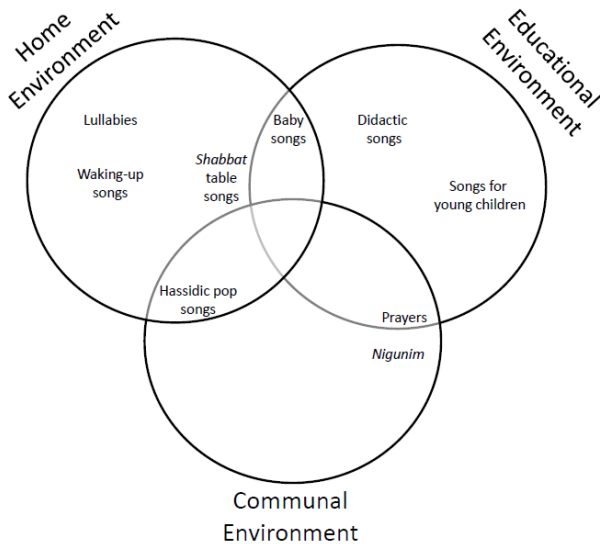 Home
Environment
Educational
Environment
Lullabies
Waking-up
songs
Shabbat
table
songs
Baby
songs
Didactic
songs
Songs for
young children
Hassidic pop
songs
Prayers
Nigunim
Communal
Environment